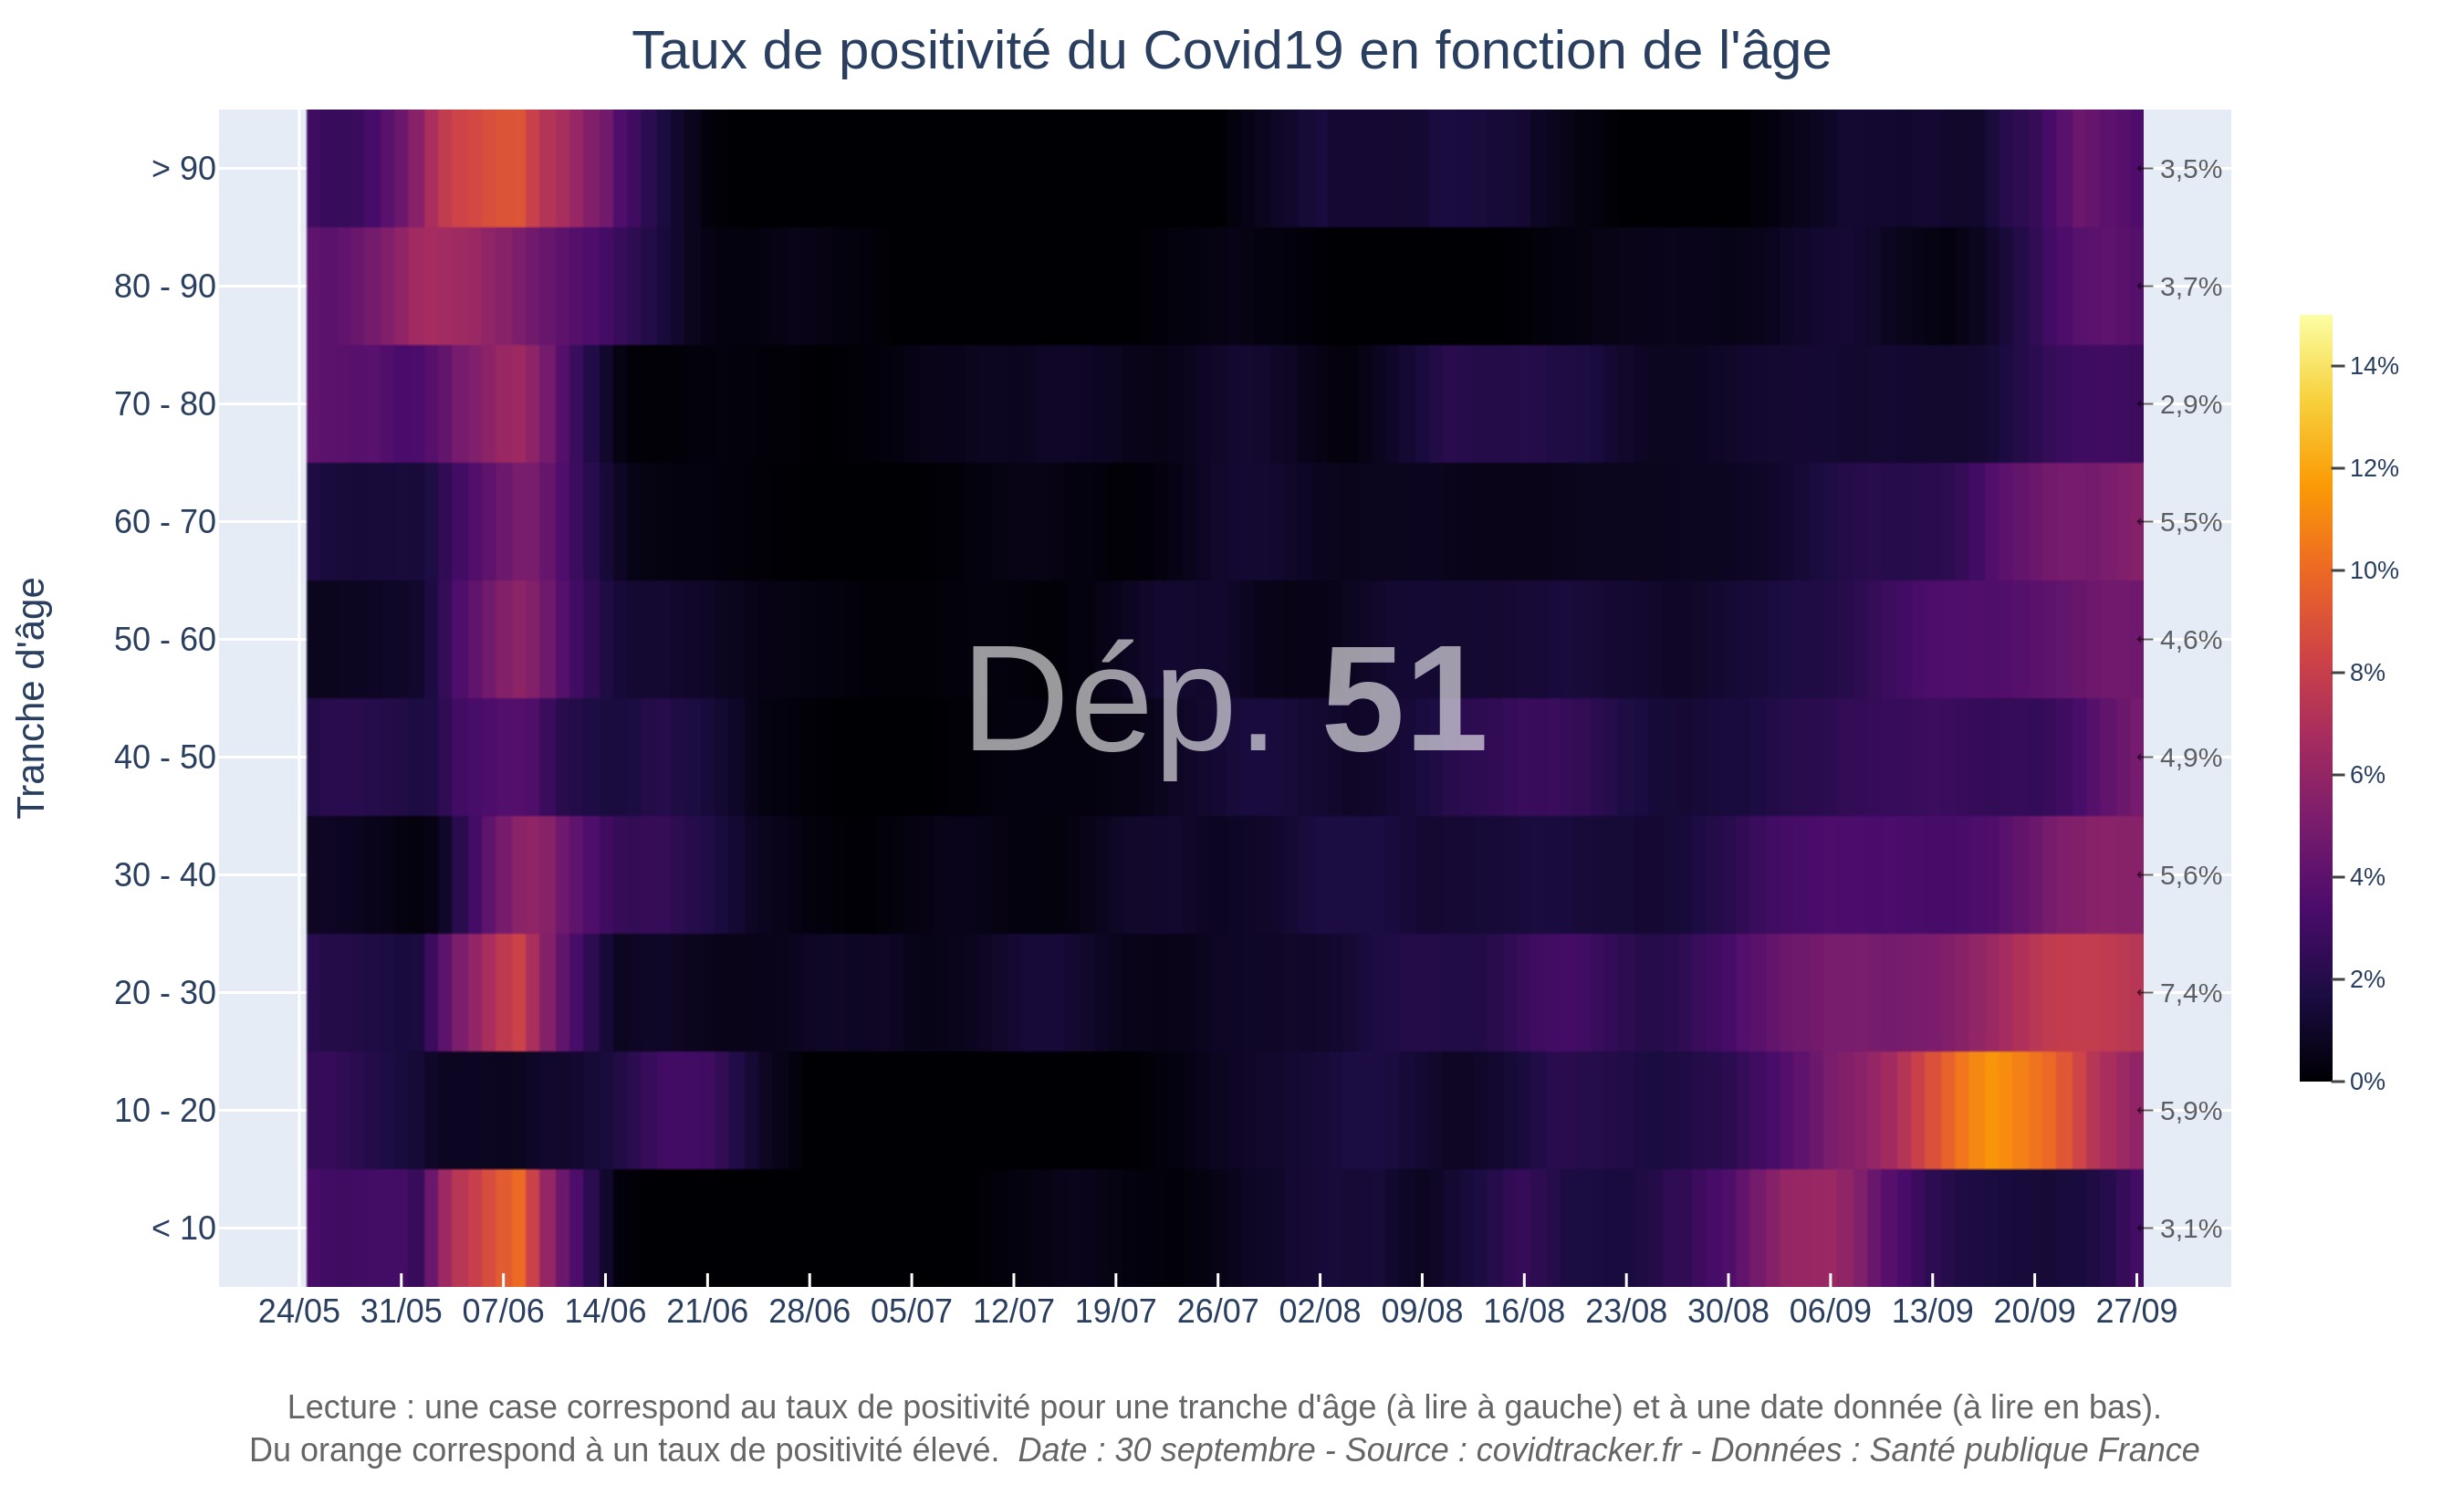 Taux de positivité du Covid19 en fonction de l'âge
Tranche d'âge
> 90
80 - 90
70 - 80
60 - 70
50 - 60
40 - 50
30 - 40
20 - 30
10 - 20
< 10
Dép. 51
3,5%
3,7%
2,9%
5,5%
4,6%
4,9%
5,6%
7,4%
5,9%
3,1%
14%
12%
10%
8%
6%
4%
2%
0%
24/05 31/05 07/06 14/06 21/06 28/06 05/07 12/07 19/07 26/07 02/08 09/08 16/08 23/08 30/08 06/09 13/09 20/09 27/09
Lecture : une case correspond au taux de positivité pour une tranche d'âge (à lire à gauche) et à une date donnée (à lire en bas).
Du orange correspond à un taux de positivité élevé. Date : 30 septembre - Source : covidtracker.fr - Données : Santé publique France